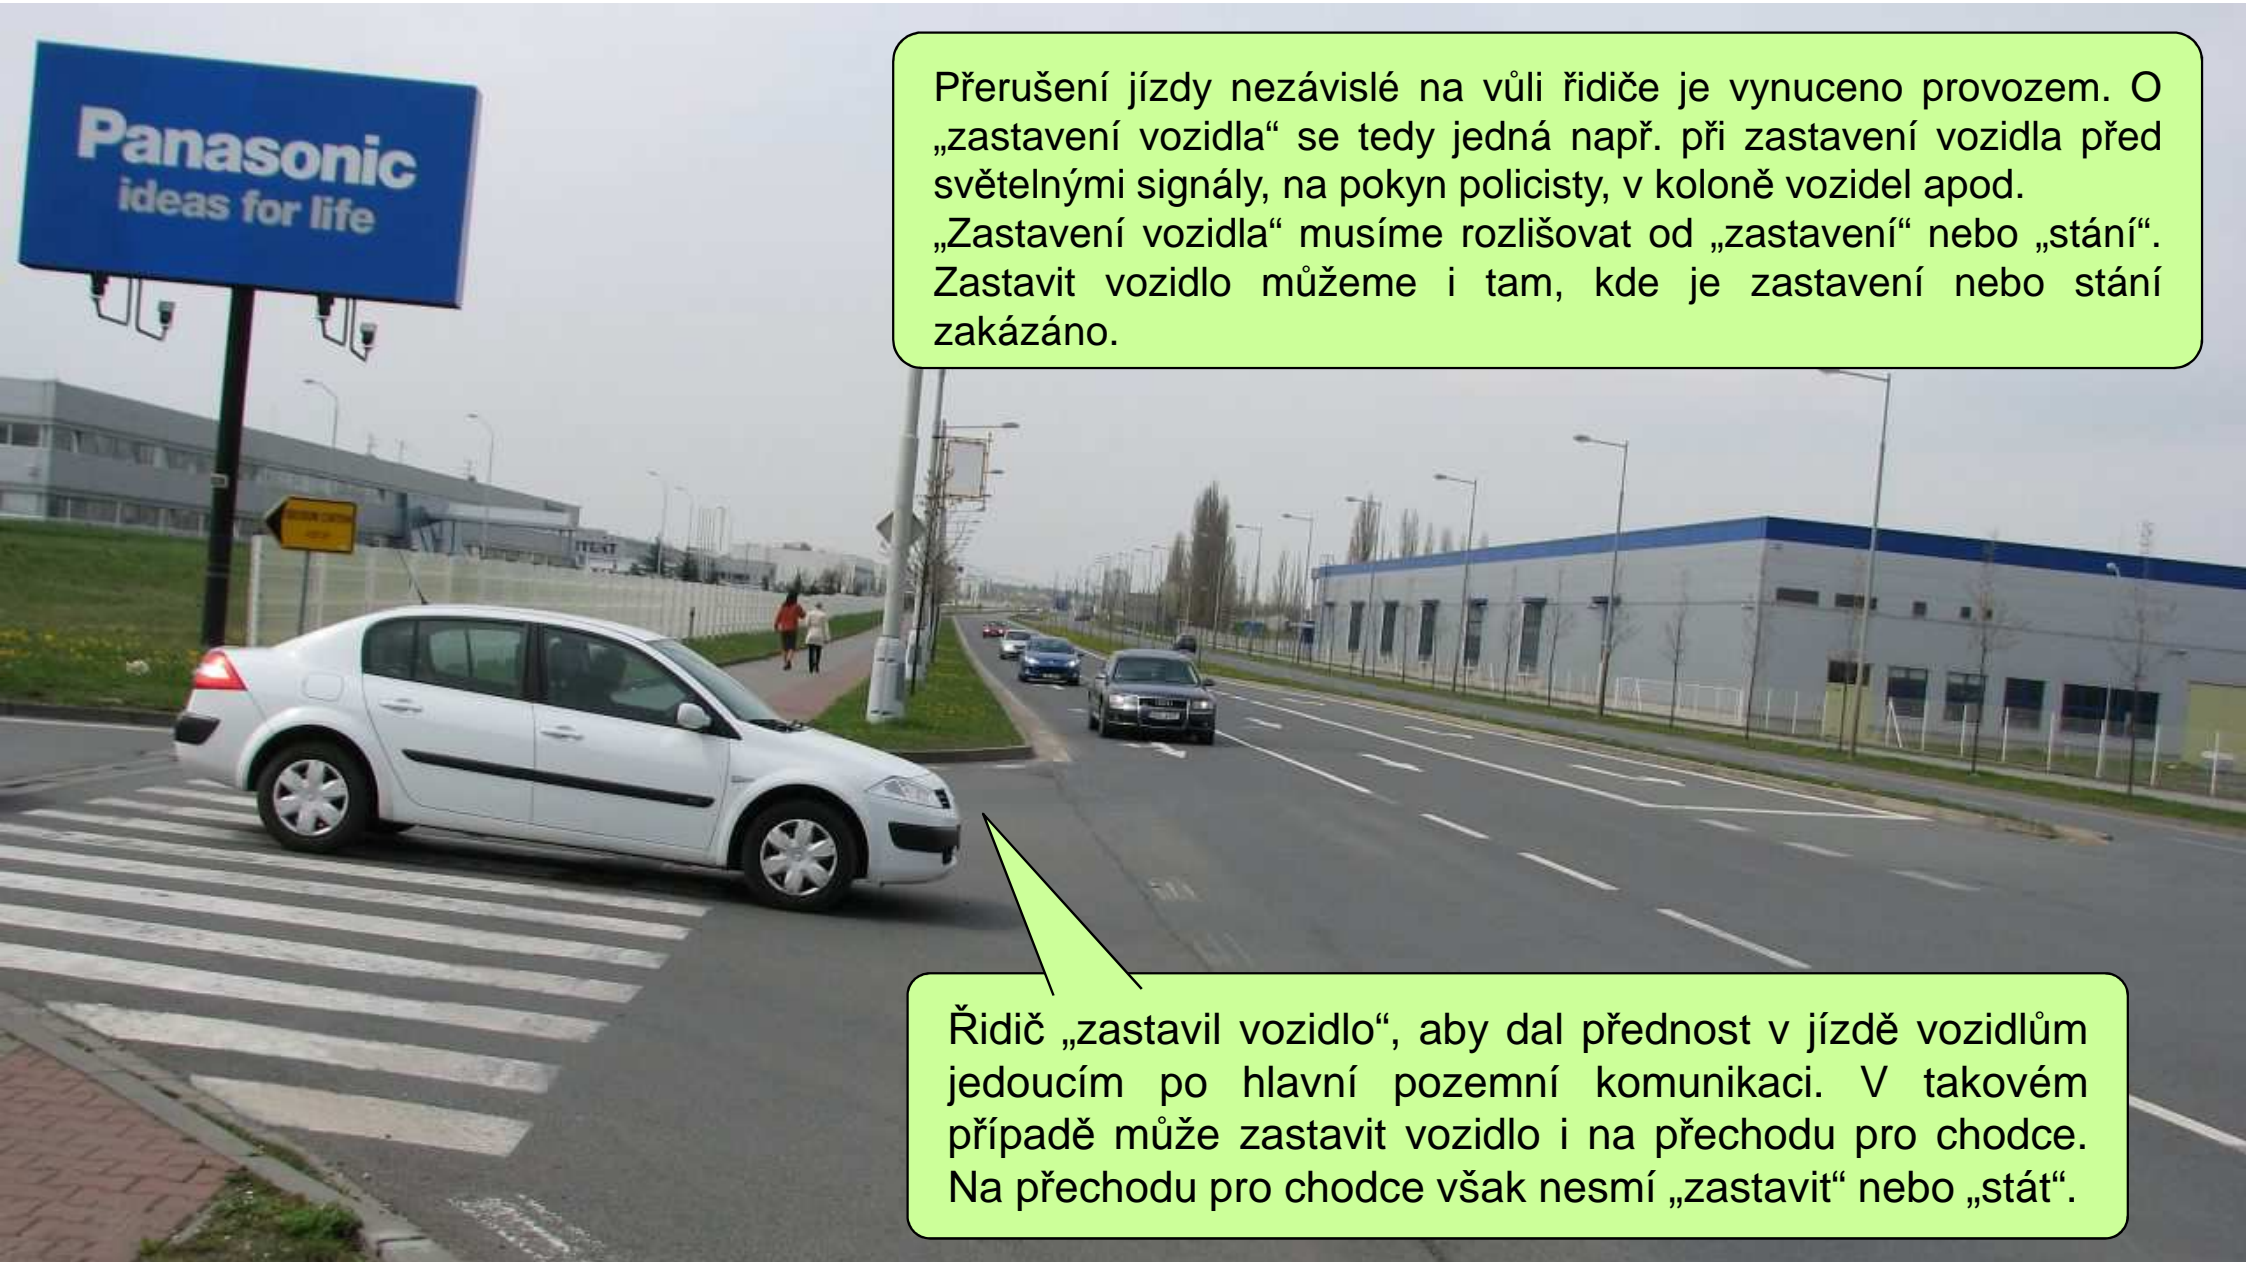 Panasonic
ideas for life
Přerušení jízdy nezávislé na vůli řidiče je vynuceno provozem. O
„zastavení vozidla“ se tedy jedná např. při zastavení vozidla před
světelnými signály, na pokyn policisty, v koloně vozidel apod.
„Zastavení vozidla“ musíme rozlišovat od „zastavení“ nebo „stání“.
Zastavit vozidlo můžeme i tam, kde je zastavení nebo stání
zakázáno.
Řidič „zastavil vozidlo“, aby dal přednost v jízdě vozidlům
jedoucím po hlavní pozemní komunikaci. V takovém
případě může zastavit vozidlo i na přechodu pro chodce.
Na přechodu pro chodce však nesmí „zastavit“ nebo „stát“.